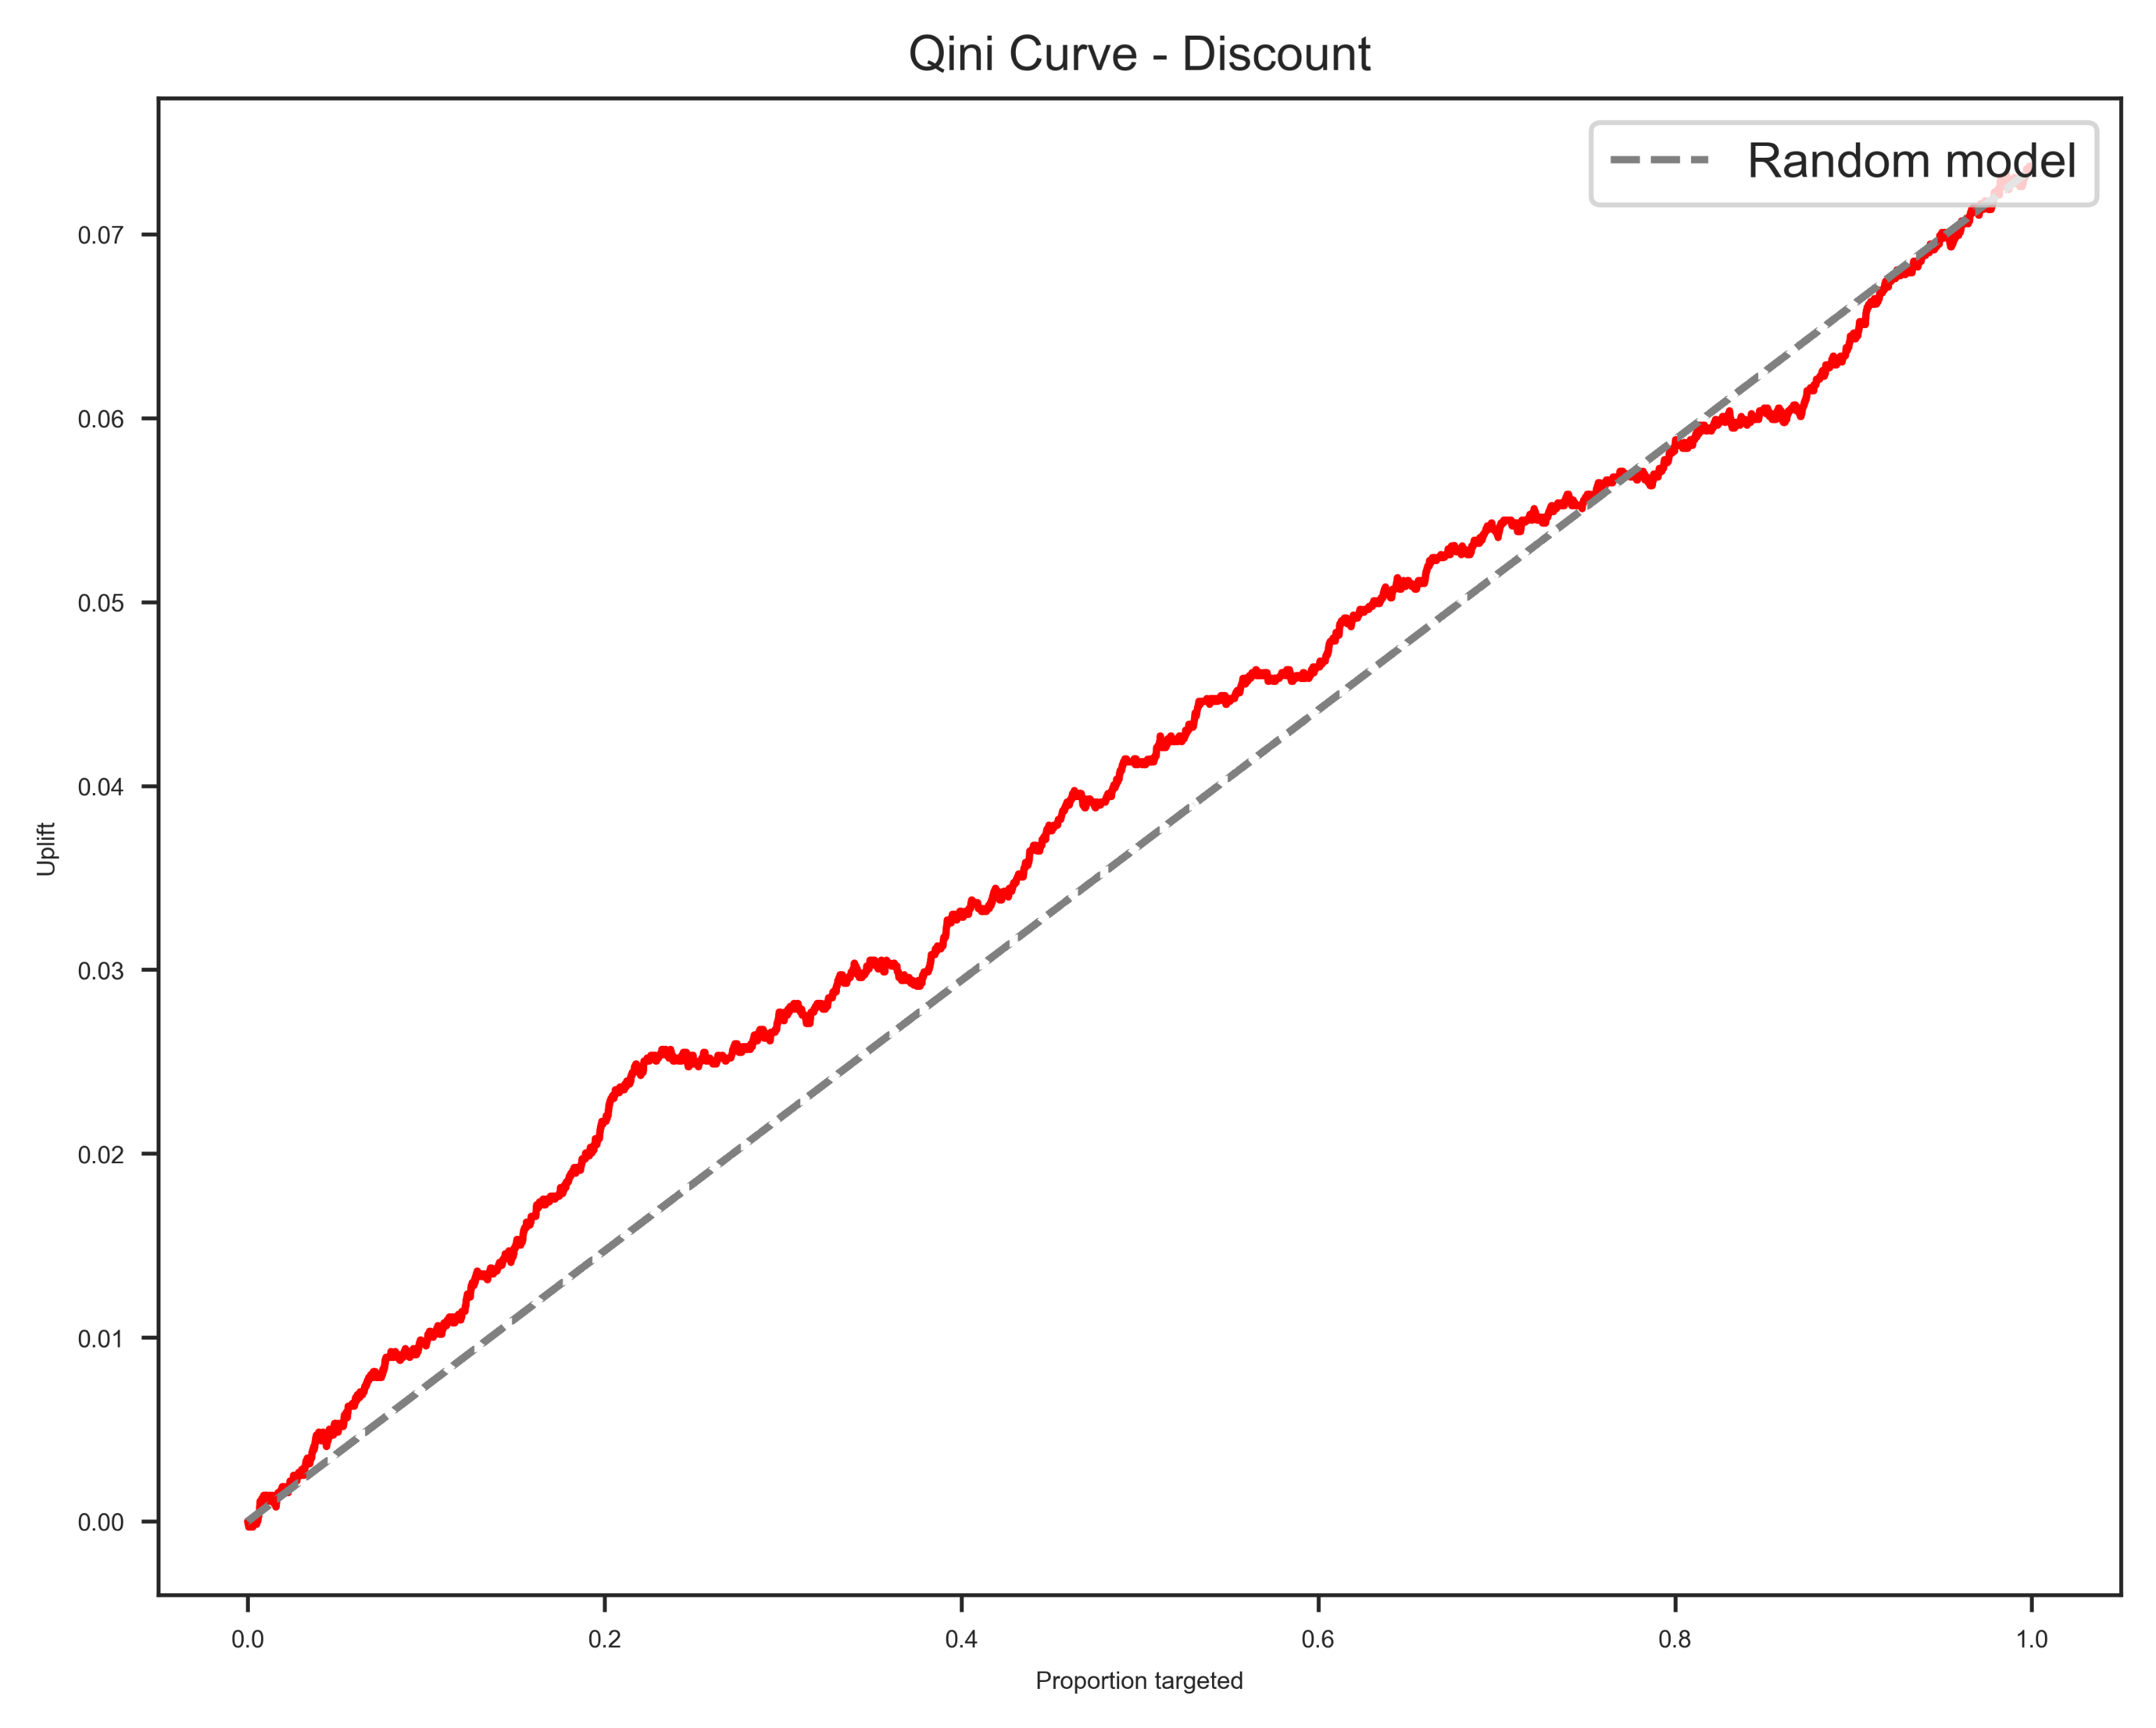 Qini Curve - Discount
Random model
0.07
0.06
0.05
0.04
0.03
0.02
0.01
0.00
Uplift
0.0 0.2 0.4 0.6 0.8 1.0
Proportion targeted